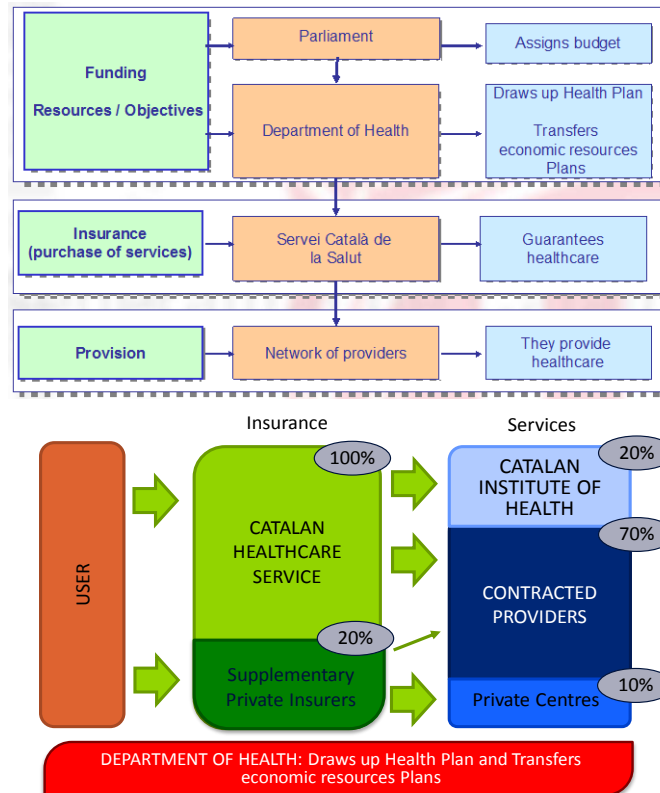 Funding
Resources / Objectives
Parliament
Assigns budget
Department of Health
Draws up Health Plan
Transfers
economic resources
Plans
Insurance
(purchase of services)
Servei Català de
la Salut
Guarantees
healthcare
Provision
Network of providers
They provide
healthcare
Insurance
Services
USER
100%
CATALAN
HEALTHCARE
SERVICE
20%
Supplementary
Private Insurers
20%
CATALAN
INSTITUTE OF
HEALTH
70%
CONTRACTED
PROVIDERS
10%
Private Centres
DEPARTMENT OF HEALTH: Draws up Health Plan and Transfers
economic resources Plans